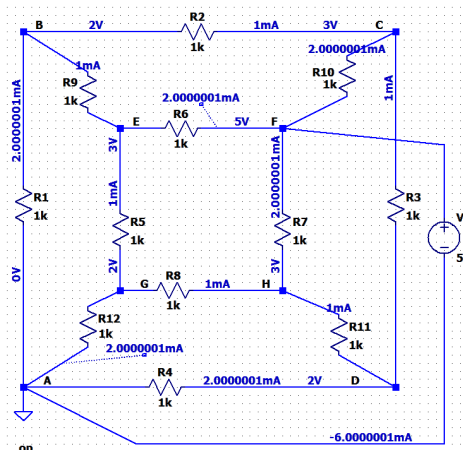 B 2V R2 1k 1mA 3V C
1mA R9 1k
2.0000001mA R10 1k
2.0000001mA
1mA
2.0000001mA
E R6 1k 5V F
3V
R1 1k
1mA R5 1k
2.0000001mA R7 1k
R3 1k
V
+
−
5
0V
2V
3V
G R8 1k 1mA H
R12 1k
2.0000001mA
1mA R11 1k
A R4 1k 2.0000001mA 2V D
-6.0000001mA